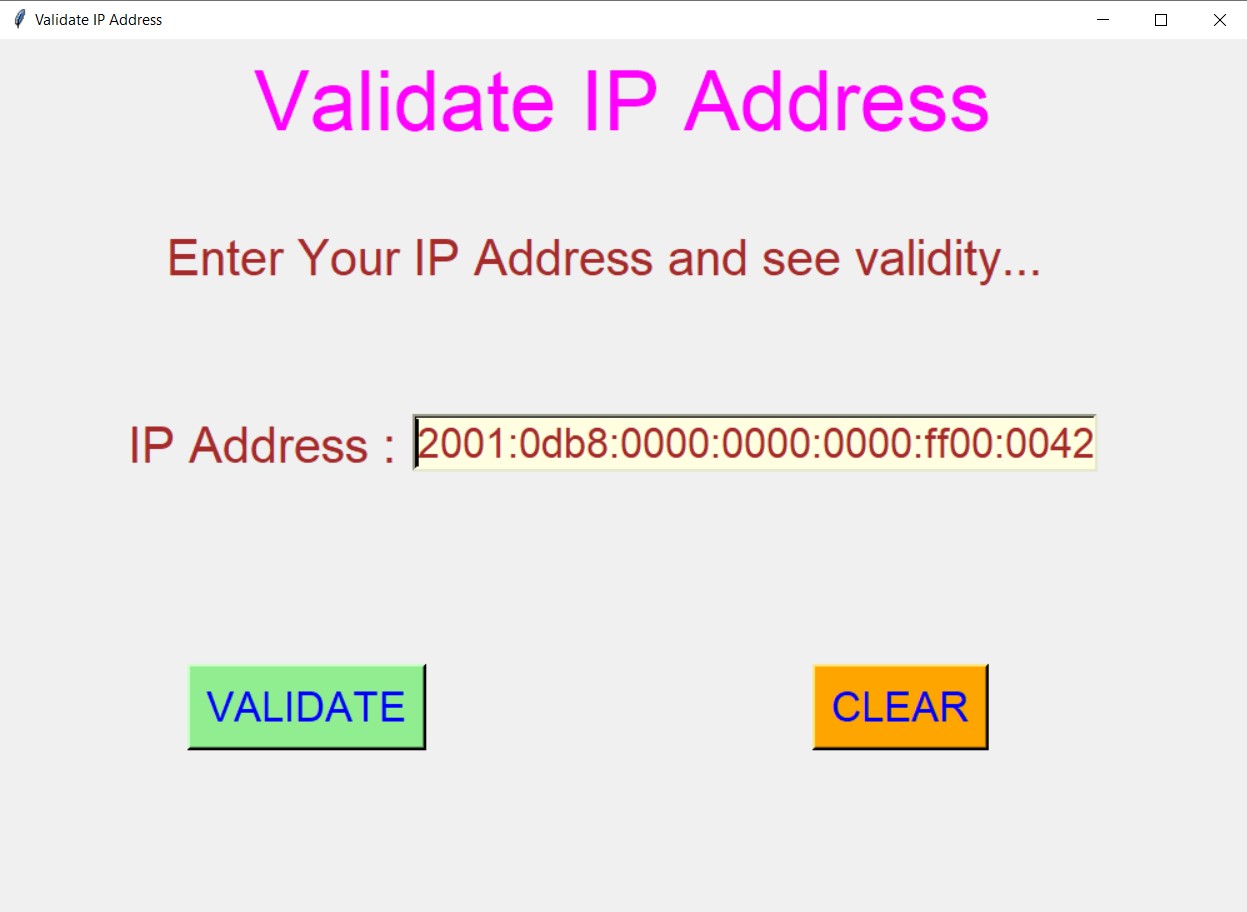 Validate IP Address
Validate IP Address
Enter Your IP Address and see validity...
IP Address : 2001:0db8:0000:0000:0000:ff00:0042
VALIDATE CLEAR